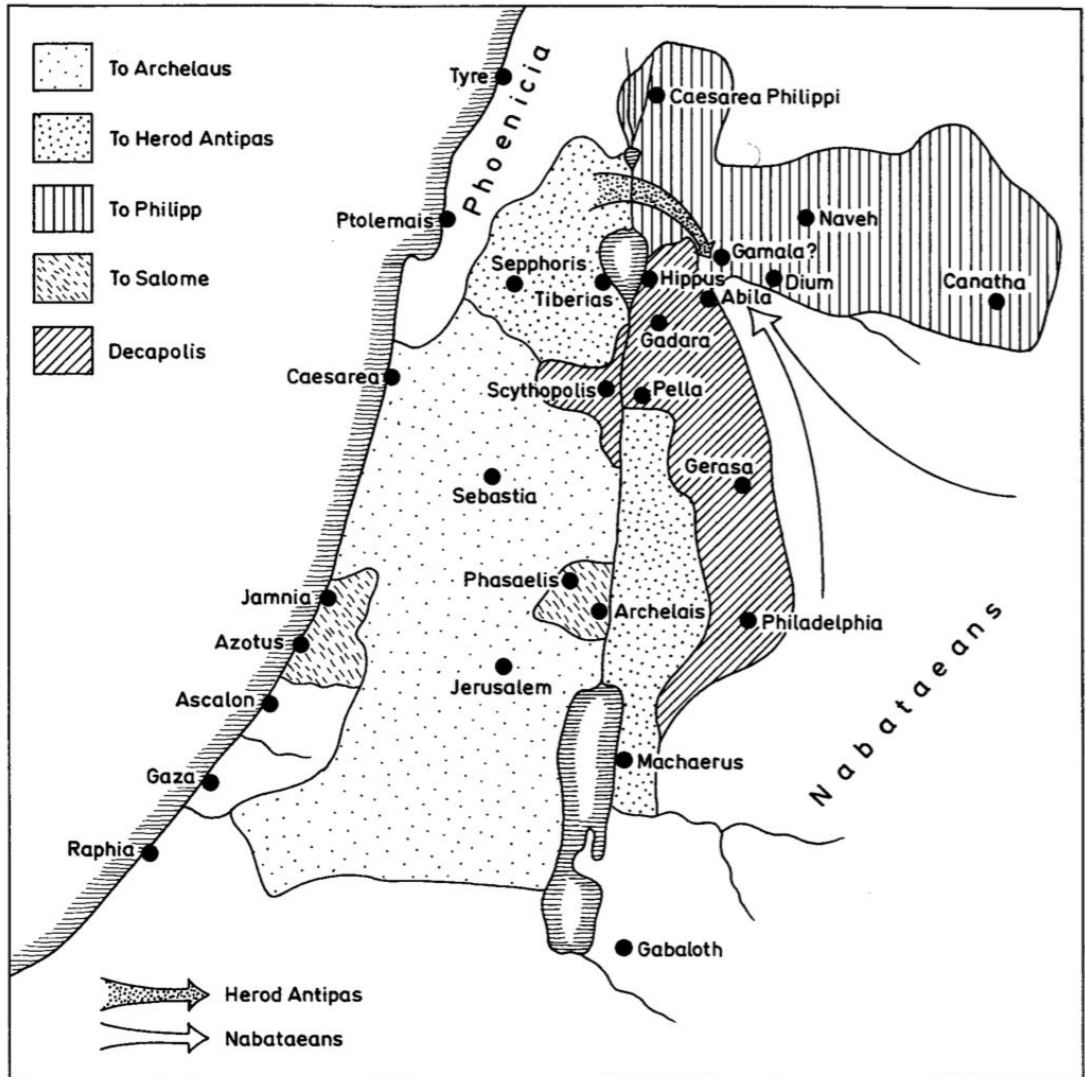 To Archelaus
To Herod Antipas
To Philipp
To Salome
Decapolis
Tyre
Phoenicia
Caesarea Philippi
Ptolemais
Naveh
Gamala?
Sepphoris
Hippus
Dium
Canatha
Tiberias
Abila
Gadara
Caesarea
Scythopolis
Pella
Gerasa
Sebastia
Phasaelis
Jamnia
Archelais
Philadelphia
Azotus
Jerusalem
Ascalon
Nabataeans
Machaerus
Gaza
Raphia
Gabaloth
Herod Antipas
Nabataeans